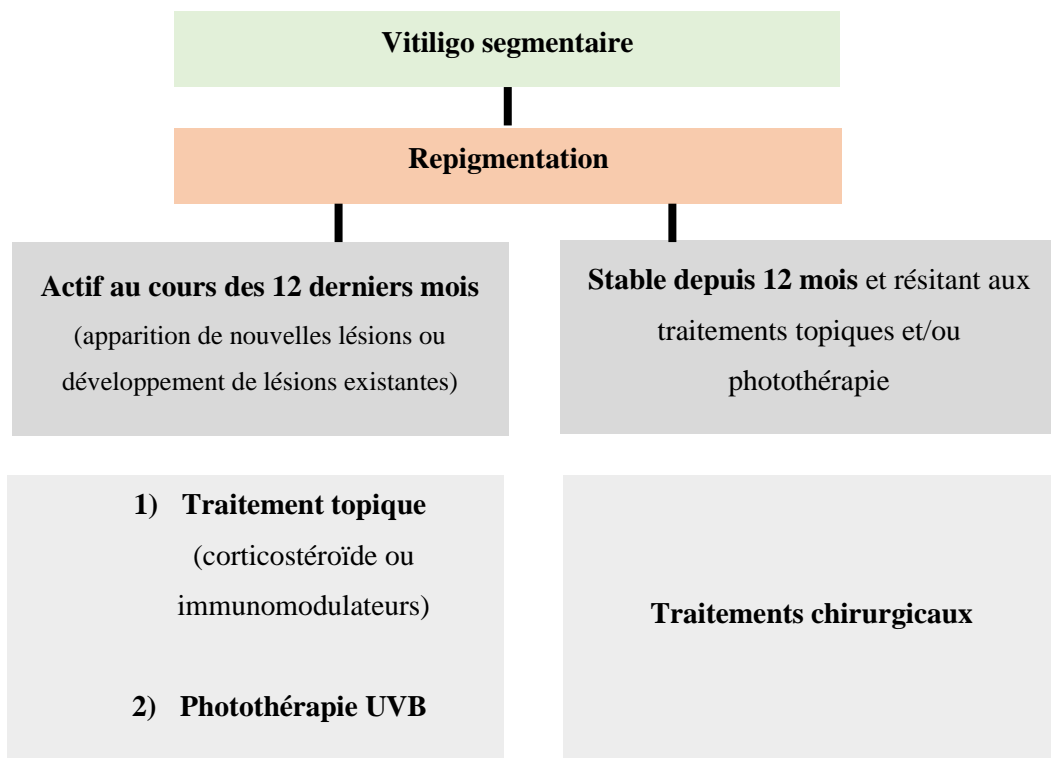 Vitiligo segmentaire
Repigmentation
Actif au cours des 12 derniers mois
(apparition de nouvelles lésions ou
développement de lésions existantes)
Stable depuis 12 mois et résitant aux
traitements topiques et/ou
photothérapie
1) Traitement topique
(corticostéroïde ou
immunomodulateurs)
2) Photothérapie UVB
Traitements chirurgicaux